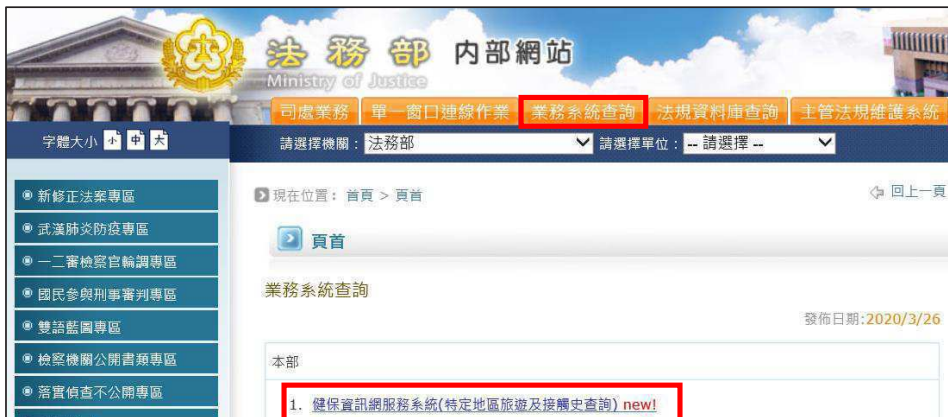 法務部 內部網站
Ministry of Justice
司處業務 單一窗口連線作業 業務系統查詢 法規資料庫查詢 主管法規維護系統
字體大小 小 中 大
請選擇機關： 法務部 請選擇單位： -- 請選擇 --
新修正法案專區
武漢肺炎防疫專區
一二審檢察官輪調專區
國民參與刑事審判專區
雙語藍圖專區
檢察機關公開書類專區
落實偵查不公開專區
現在位置： 首頁 > 頁首
回上一頁
頁首
業務系統查詢
發佈日期:2020/3/26
本部
1. 健保資訊網服務系統(特定地區旅遊及接觸史查詢) new!